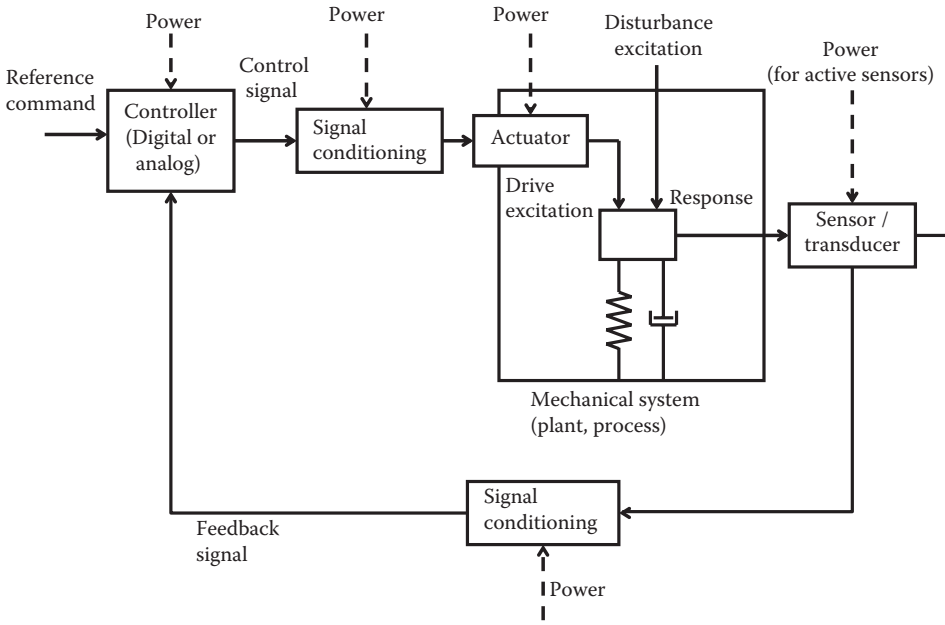 Power
Power
Power
Disturbance
excitation
Power
(for active sensors)
Reference
command
Control
signal
Controller
(Digital or
analog)
Signal
conditioning
Actuator
Drive
excitation
Response
Sensor /
transducer
Mechanical system
(plant, process)
Signal
conditioning
Feedback
signal
Power